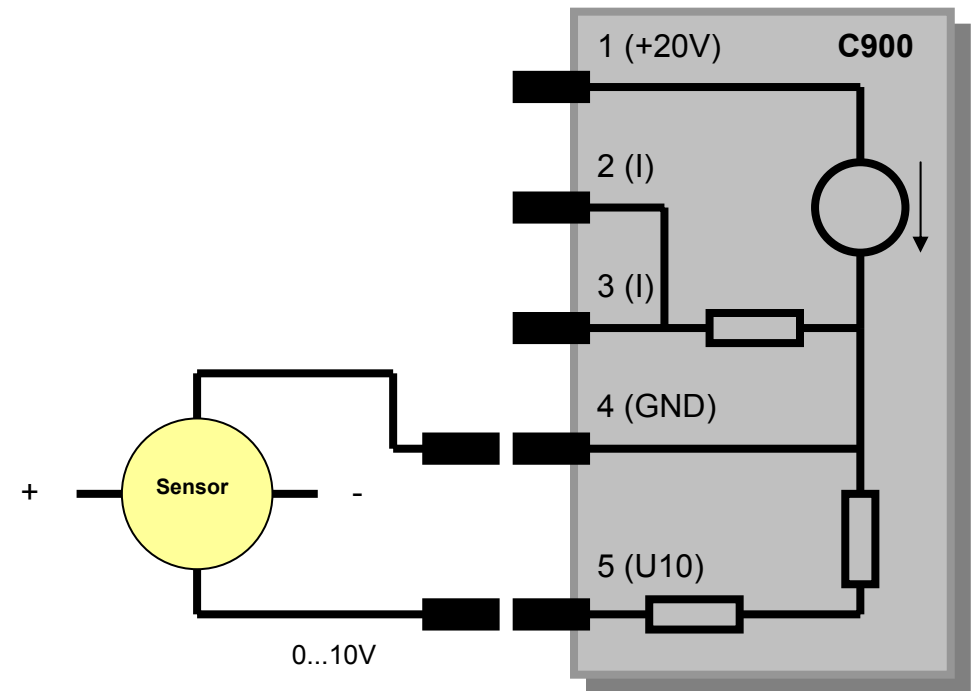 1 (+20V)
C900
2 (I)
3 (I)
4 (GND)
+
Sensor
-
5 (U10)
0...10V